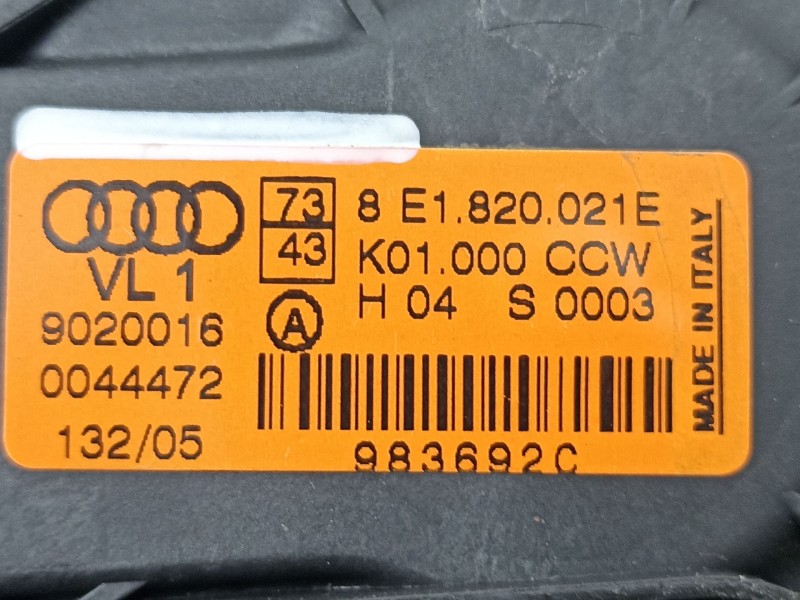 73 8 E1.820.021E
43 K01.000 CCW
VL 1
A H 04 S 0003
9020016
0044472
132/05
983692C
MADE IN ITALY